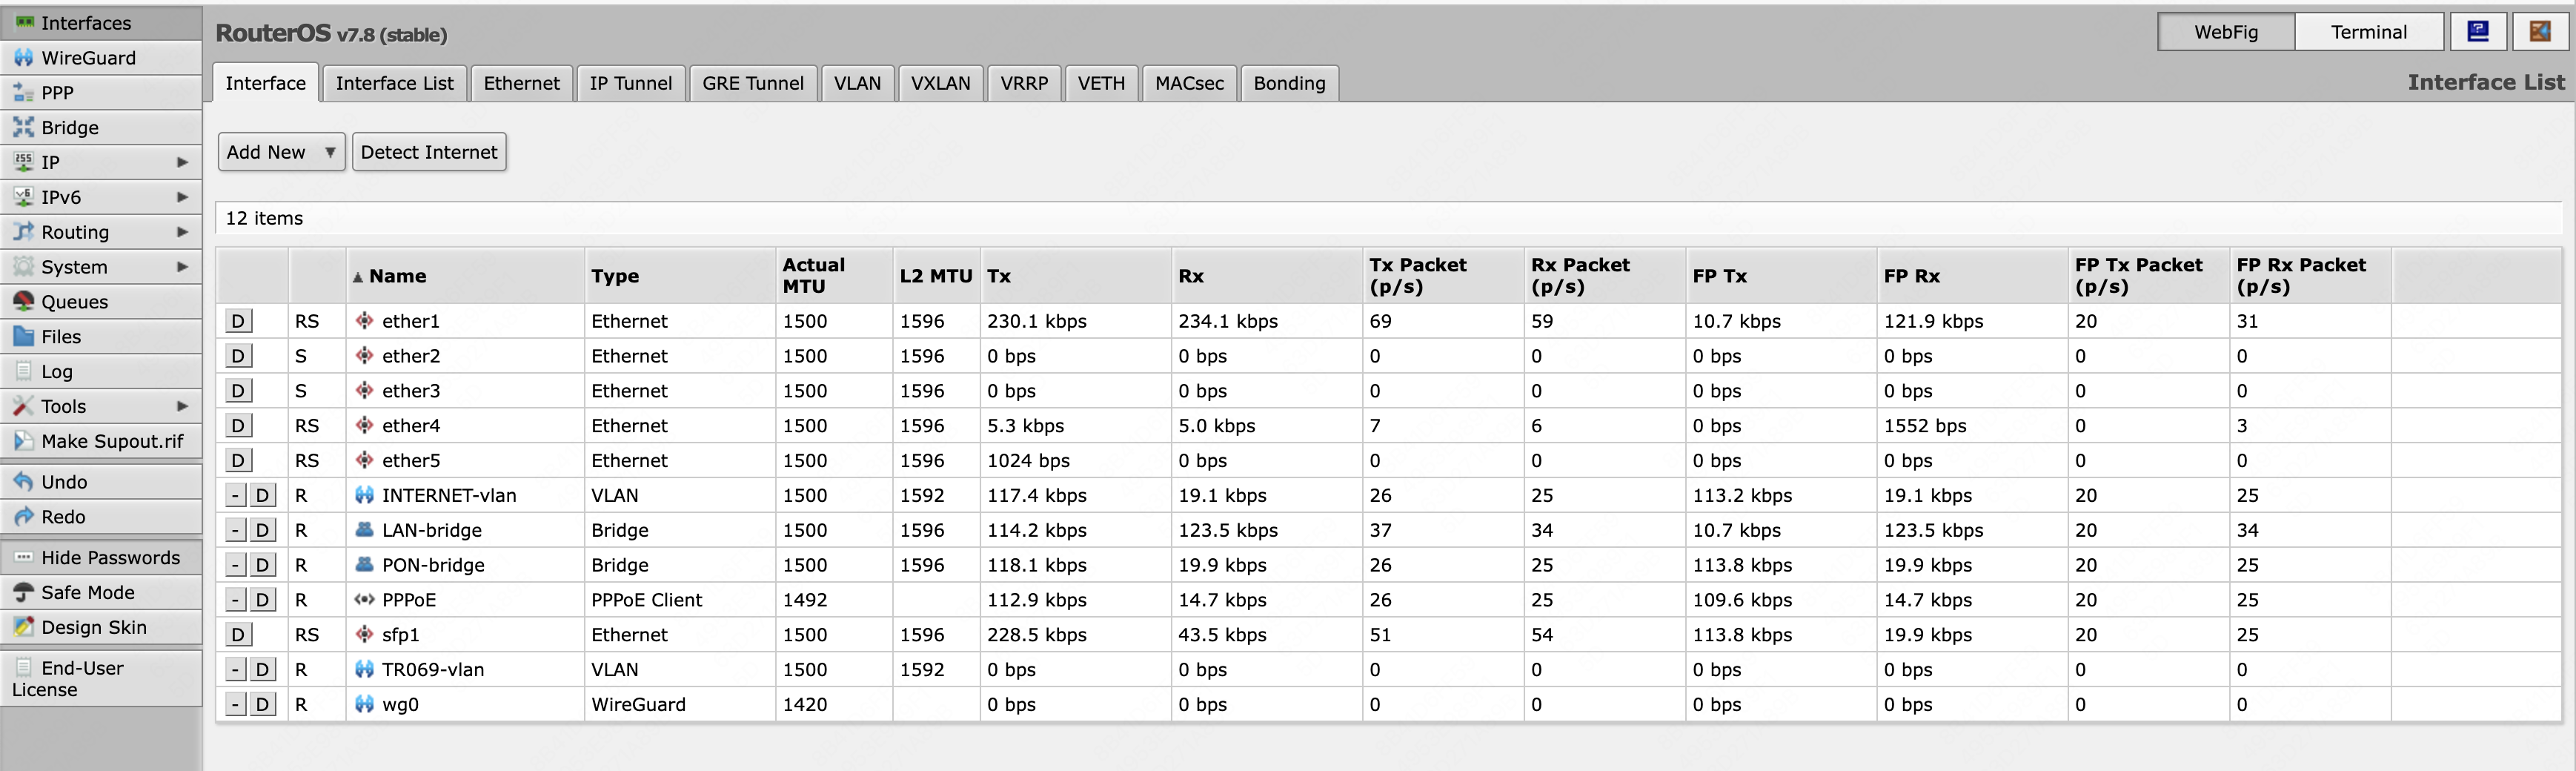 Interfaces
WireGuard
PPP
Bridge
IP
IPv6
Routing
System
Queues
Files
Log
Tools
Make Supout.rif
Undo
Redo
Hide Passwords
Safe Mode
Design Skin
End-User
License
RouterOS v7.8 (stable)
WebFig Terminal
Interface Interface List Ethernet IP Tunnel GRE Tunnel VLAN VXLAN VRRP VETH MACsec Bonding Interface List
Add New ▼ Detect Internet
12 items
▲ Name Type Actual MTU L2 MTU Tx Rx Tx Packet (p/s) Rx Packet (p/s) FP Tx FP Rx FP Tx Packet (p/s) FP Rx Packet (p/s)
D RS ether1 Ethernet 1500 1596 230.1 kbps 234.1 kbps 69 59 10.7 kbps 121.9 kbps 20 31
D S ether2 Ethernet 1500 1596 0 bps 0 bps 0 0 0 bps 0 bps 0 0
D S ether3 Ethernet 1500 1596 0 bps 0 bps 0 0 0 bps 0 bps 0 0
D RS ether4 Ethernet 1500 1596 5.3 kbps 5.0 kbps 7 6 0 bps 1552 bps 0 3
D RS ether5 Ethernet 1500 1596 1024 bps 0 bps 0 0 0 bps 0 bps 0 0
- D R INTERNET-vlan VLAN 1500 1592 117.4 kbps 19.1 kbps 26 25 113.2 kbps 19.1 kbps 20 25
- D R LAN-bridge Bridge 1500 1596 114.2 kbps 123.5 kbps 37 34 10.7 kbps 123.5 kbps 20 34
- D R PON-bridge Bridge 1500 1596 118.1 kbps 19.9 kbps 26 25 113.8 kbps 19.9 kbps 20 25
- D R PPPoE PPPoE Client 1492 112.9 kbps 14.7 kbps 26 25 109.6 kbps 14.7 kbps 20 25
D RS sfp1 Ethernet 1500 1596 228.5 kbps 43.5 kbps 51 54 113.8 kbps 19.9 kbps 20 25
- D R TR069-vlan VLAN 1500 1592 0 bps 0 bps 0 0 0 bps 0 bps 0 0
- D R wg0 WireGuard 1420 0 bps 0 bps 0 0 0 bps 0 bps 0 0